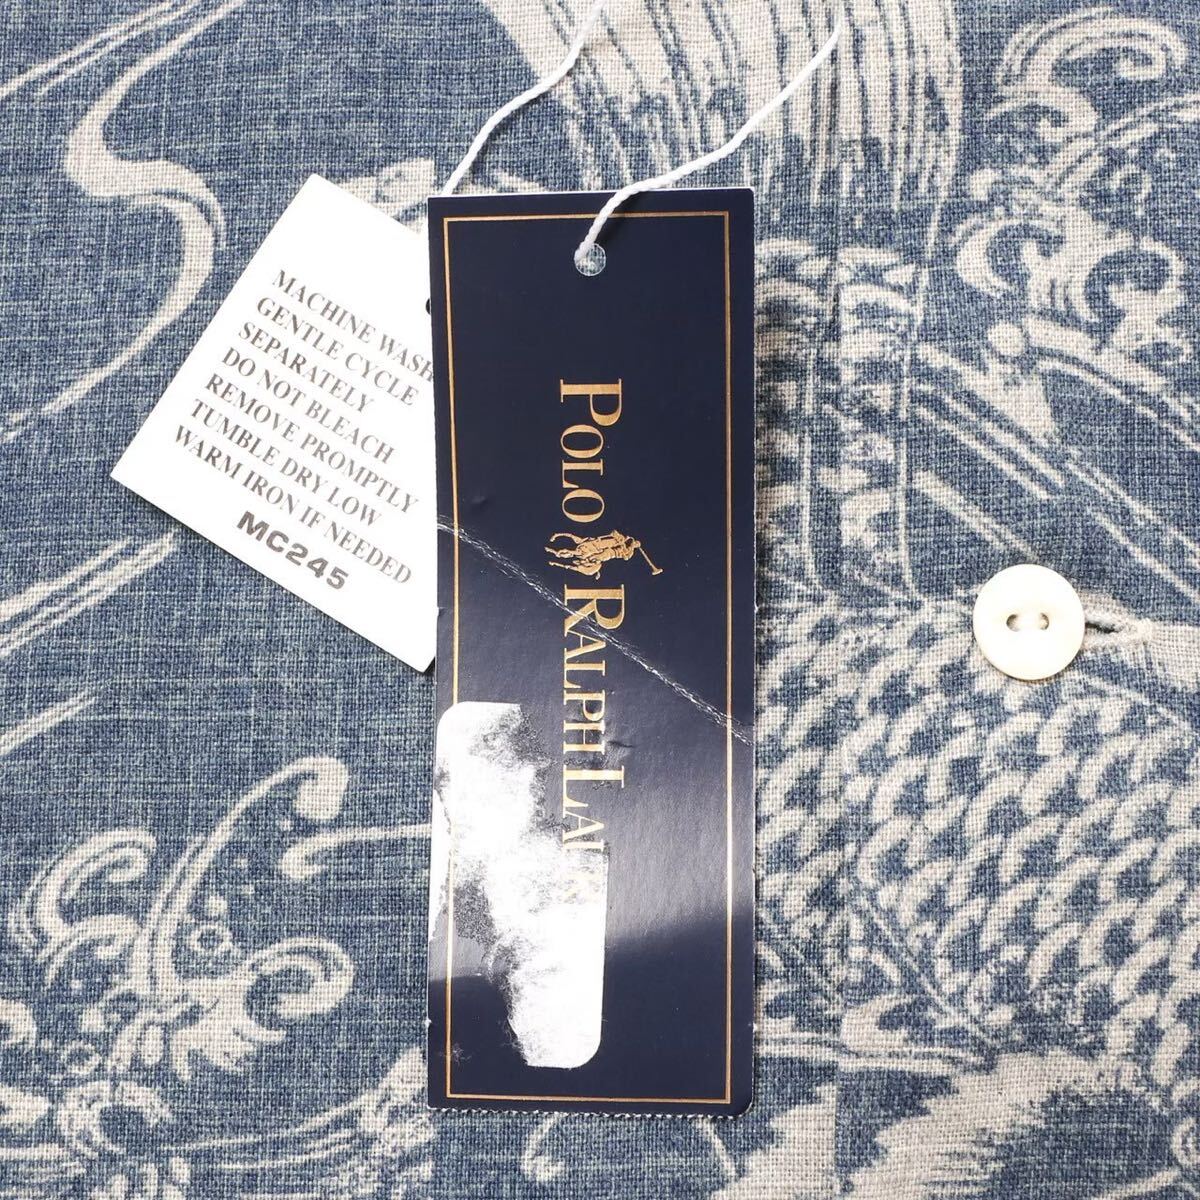 MACHINE WASH
GENTLE CYCLE
SEPARATELY
DO NOT BLEACH
REMOVE PROMPTLY
TUMBLE DRY LOW
WARM IRON IF NEEDED
MC245
POLO RALPH